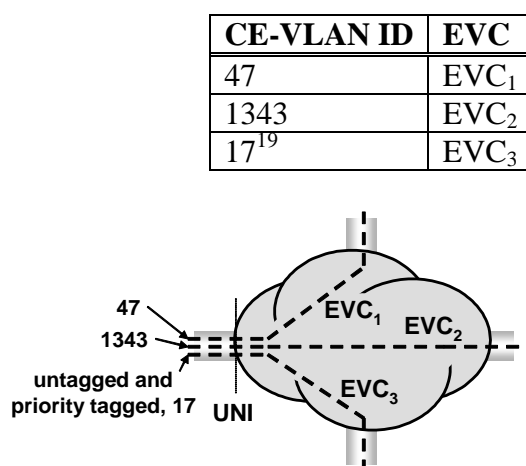 CE-VLAN ID EVC
47 EVC₁
1343 EVC₂
17¹⁹ EVC₃
47
1343
untagged and
priority tagged, 17
UNI
EVC₁
EVC₂
EVC₃